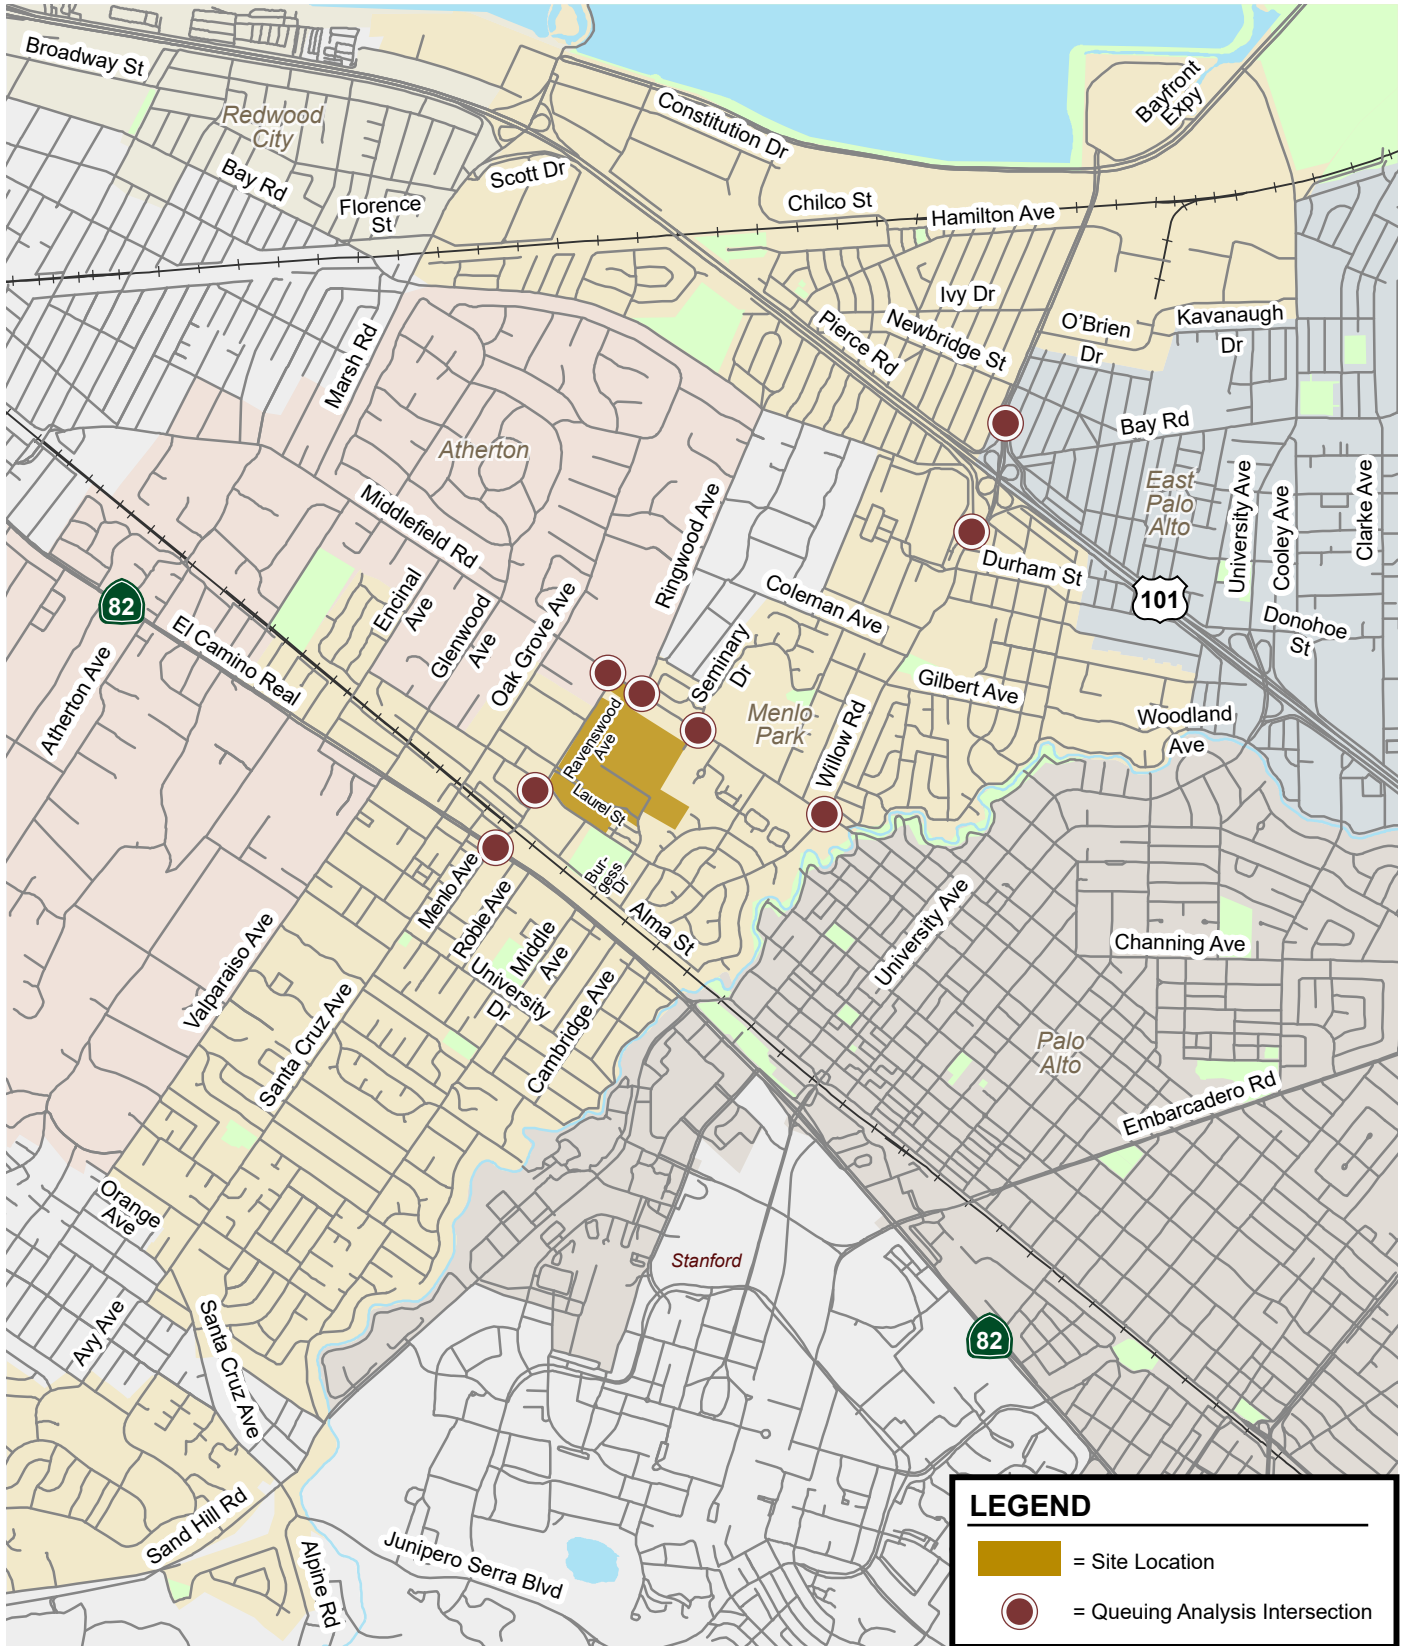 Broadway St
Redwood
City
Bay Rd
Florence
St
Scott Dr
Constitution Dr
Bayfront
Expy
Chilco St
Hamilton Ave
Ivy Dr
Newbridge St
Pierce Rd
O'Brien
Dr
Kavanaugh
Dr
Marsh Rd
Atherton
Middlefield Rd
Bay Rd
East
Palo
Alto
University Ave
Cooley Ave
Clarke Ave
Ringwood Ave
Durham St
101
Donohoe
St
82
Encinal
Ave
Glenwood
Ave
Oak Grove Ave
Coleman Ave
El Camino Real
Atherton Ave
Seminary
Dr
Gilbert Ave
Menlo
Park
Willow Rd
Woodland
Ave
Ravenswood
Ave
Laurel St
Bur-
gess
Dr
Menlo Ave
Roble Ave
Middle
Ave
University
Dr
Alma St
Cambridge Ave
Valparaiso Ave
Santa Cruz Ave
University Ave
Channing Ave
Palo
Alto
Embarcadero Rd
Orange
Ave
Avy Ave
Santa Cruz Ave
Stanford
82
Sand Hill Rd
Alpine Rd
Junipero Serra Blvd
LEGEND
= Site Location
= Queuing Analysis Intersection